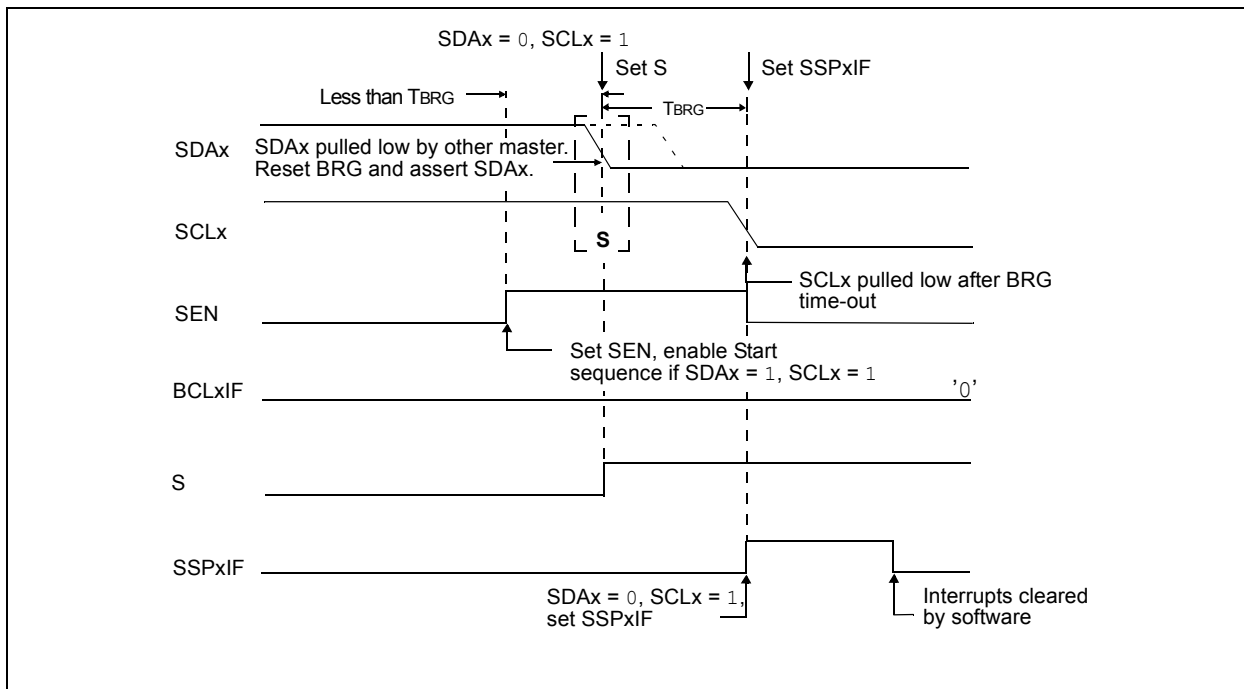 SDAx = 0, SCLx = 1
Set S
Set SSPxIF
Less than TBRG
TBRG
SDAx
SDAx pulled low by other master.
Reset BRG and assert SDAx.
SCLx
S
SCLx pulled low after BRG
time-out
SEN
Set SEN, enable Start
sequence if SDAx = 1, SCLx = 1
BCLxIF
’0’
S
SSPxIF
SDAx = 0, SCLx = 1,
set SSPxIF
Interrupts cleared
by software